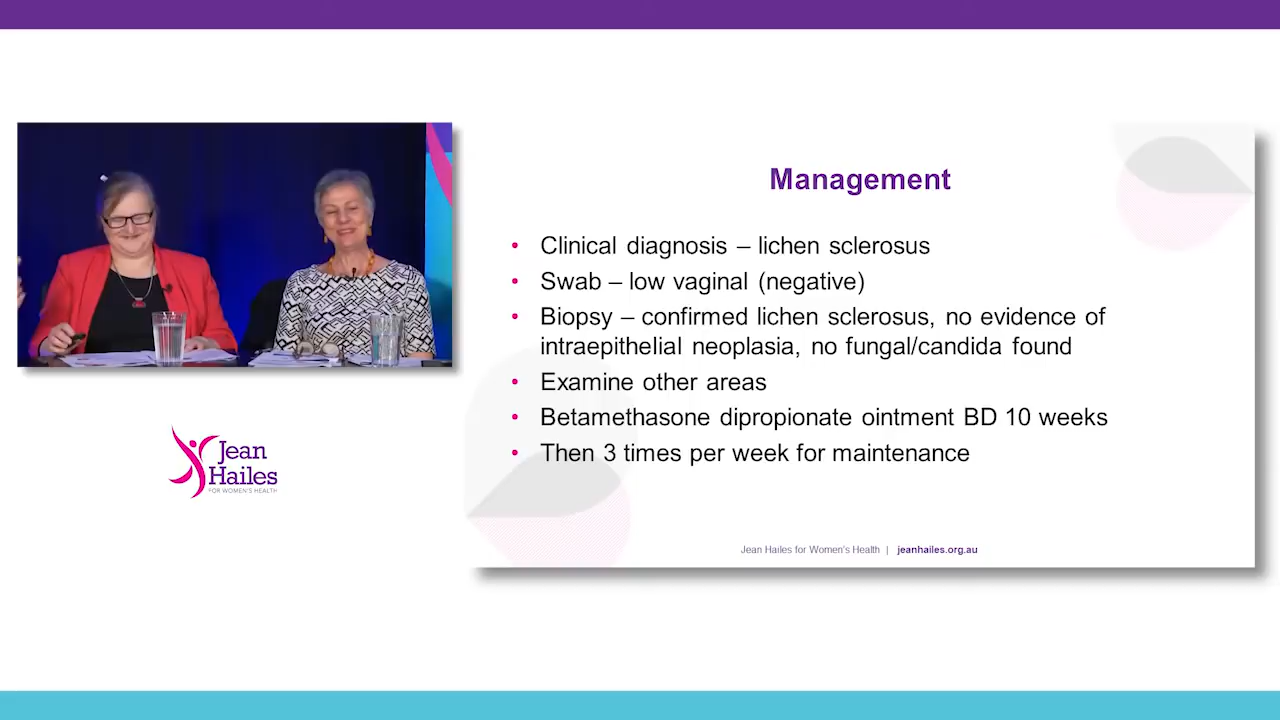 Management
• Clinical diagnosis – lichen sclerosus
• Swab – low vaginal (negative)
• Biopsy – confirmed lichen sclerosus, no evidence of
intraepithelial neoplasia, no fungal/candida found
• Examine other areas
• Betamethasone dipropionate ointment BD 10 weeks
• Then 3 times per week for maintenance
Jean Hailes for Women's Health | jeanhailes.org.au
Jean
Hailes
FOR WOMEN'S HEALTH